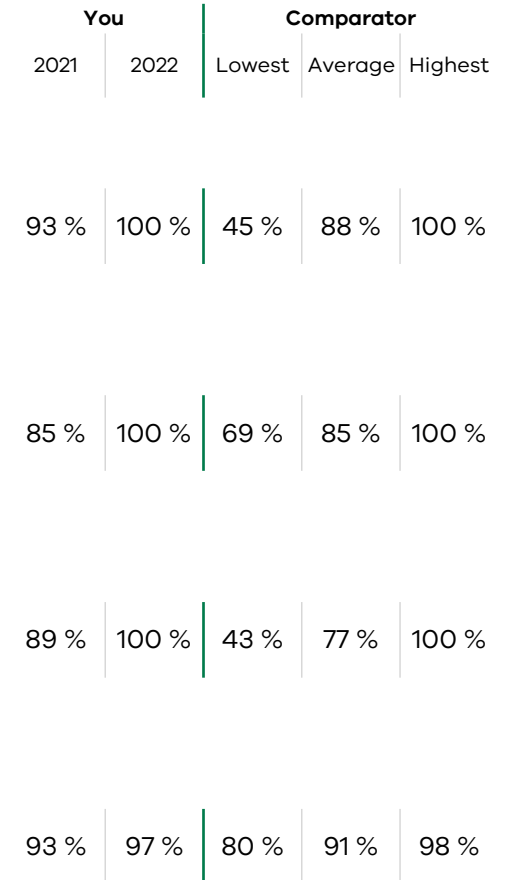 You Comparator
2021 2022 Lowest Average Highest
93 % 100 % 45 % 88 % 100 %
85 % 100 % 69 % 85 % 100 %
89 % 100 % 43 % 77 % 100 %
93 % 97 % 80 % 91 % 98 %